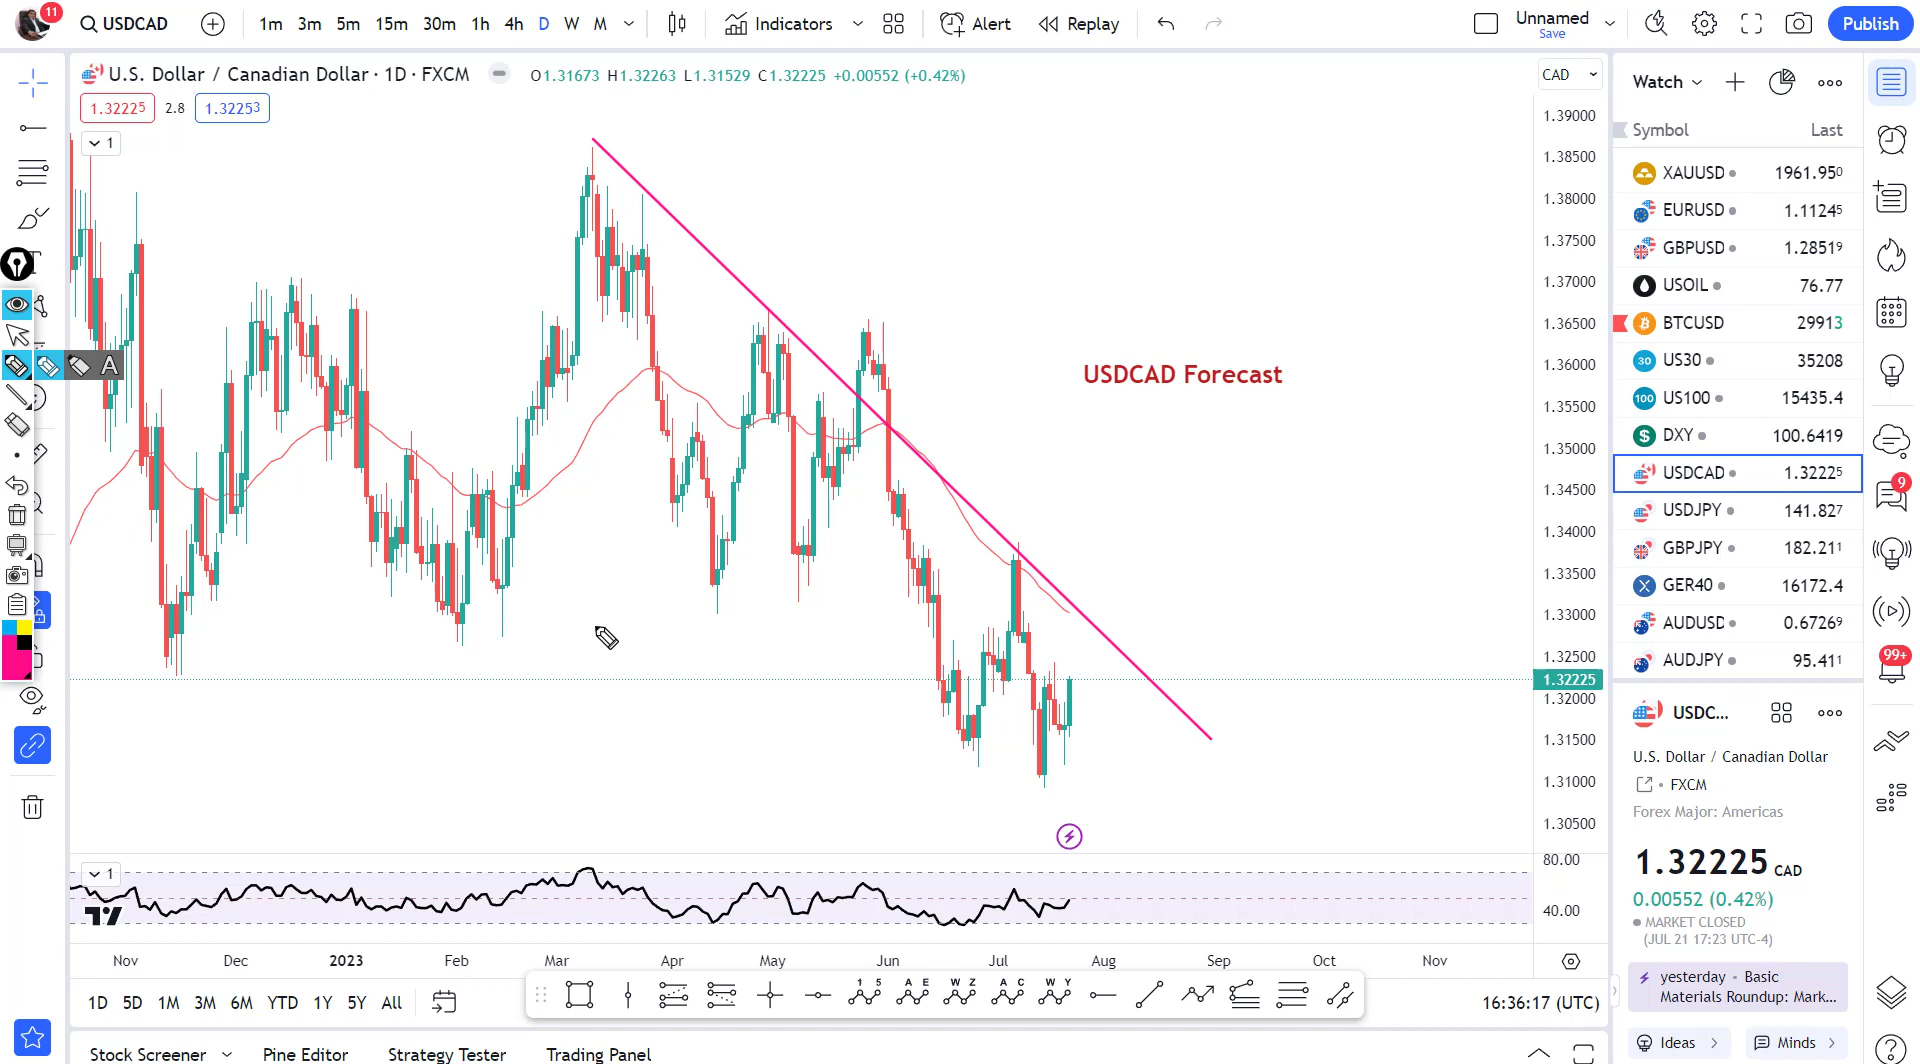 11
USDCAD
1m 3m 5m 15m 30m 1h 4h D W M
Indicators
Alert
Replay
Unnamed
Save
Publish
U.S. Dollar / Canadian Dollar · 1D · FXCM
O1.31673 H1.32263 L1.31529 C1.32225 +0.00552 (+0.42%)
1.32225 2.8 1.32253
1
CAD
1.39000
1.38500
1.38000
1.37500
1.37000
1.36500
1.36000
1.35500
1.35000
1.34500
1.34000
1.33500
1.33000
1.32500
1.32225
1.32000
1.31500
1.31000
1.30500
USDCAD Forecast
A
1
80.00
40.00
Nov Dec 2023 Feb Mar Apr May Jun Jul Aug Sep Oct Nov
1D 5D 1M 3M 6M YTD 1Y 5Y All
1 5 A E W Z A C W Y
16:36:17 (UTC)
Stock Screener Pine Editor Strategy Tester Trading Panel
Watch
Symbol Last
XAUUSD 1961.950
EURUSD 1.11245
GBPUSD 1.28519
USOIL 76.77
BTCUSD 29913
30 US30 35208
100 US100 15435.4
$ DXY 100.6419
USDCAD 1.32225
USDJPY 141.827
GBPJPY 182.211
GER40 16172.4
AUDUSD 0.67269
AUDJPY 95.411
USDC...
U.S. Dollar / Canadian Dollar
• FXCM
Forex Major: Americas
1.32225 CAD
0.00552 (0.42%)
MARKET CLOSED
(JUL 21 17:23 UTC-4)
yesterday • Basic
Materials Roundup: Mark...
Ideas
Minds
9
99+